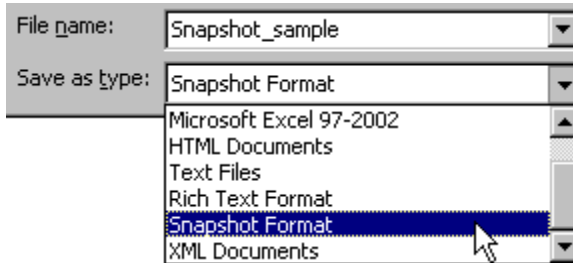 File name: Snapshot_sample
Save as type: Snapshot Format
Microsoft Excel 97-2002
HTML Documents
Text Files
Rich Text Format
Snapshot Format
XML Documents